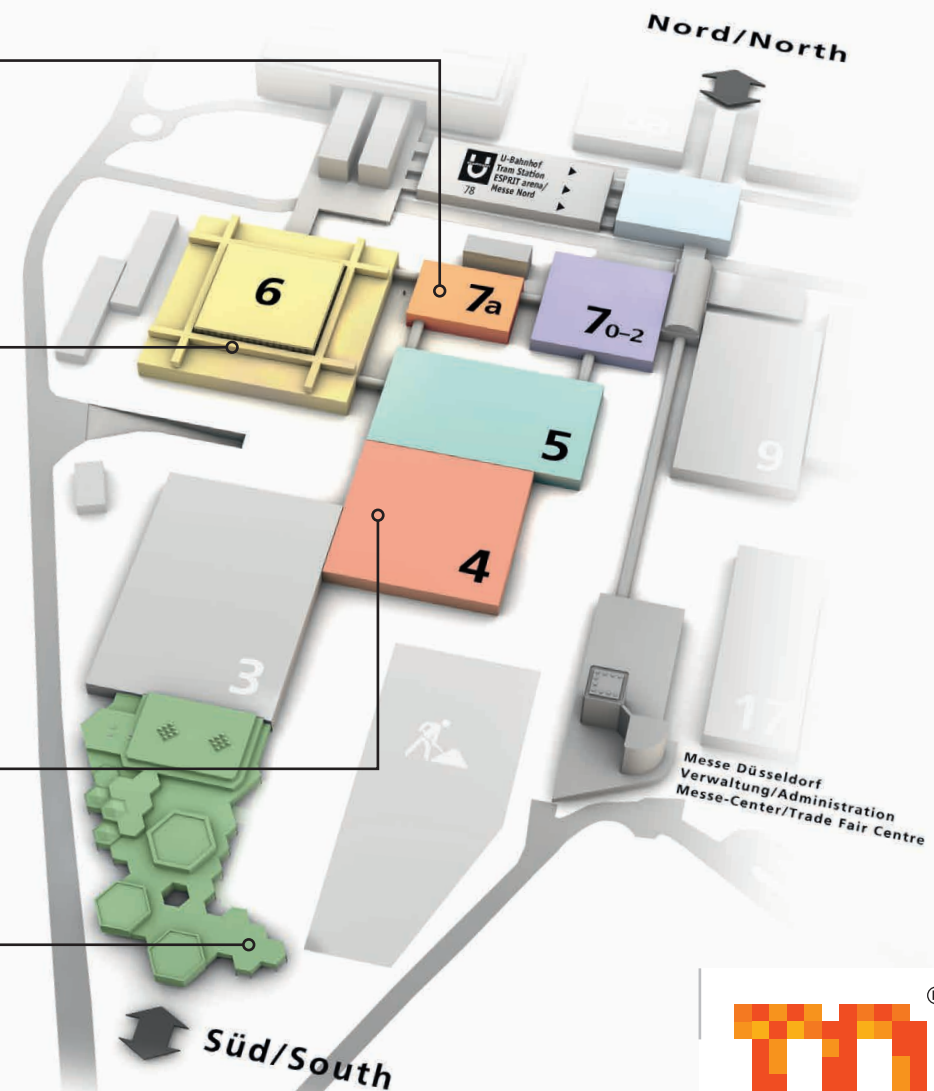 Nord/North
U-Bahnhof
Tram Station
ESPRIT arena/
Messe Nord
78
6
7a
70–2
5
9
4
3
17
Messe Düsseldorf
Verwaltung/Administration
Messe-Center/Trade Fair Centre
Süd/South
®